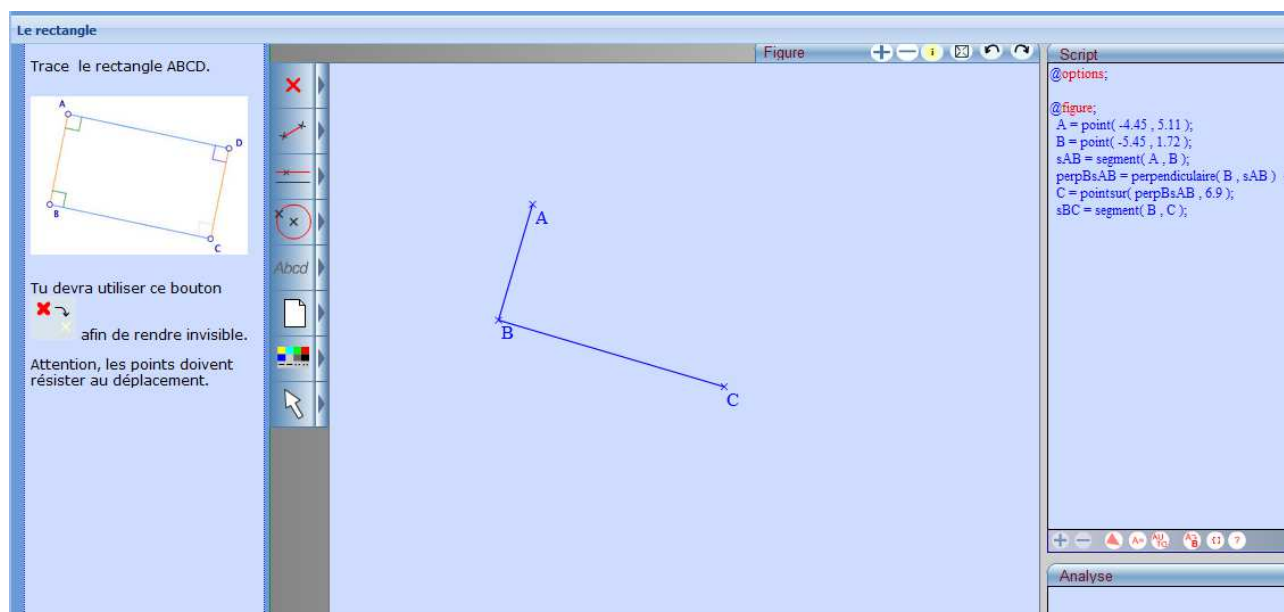 Le rectangle
Trace le rectangle ABCD.
A
D
B
C
Tu devra utiliser ce bouton
afin de rendre invisible.
Attention, les points doivent
résister au déplacement.
Abcd
Figure
i
A
B
C
Script
@options;
@figure;
A = point( -4.45 , 5.11 );
B = point( -5.45 , 1.72 );
sAB = segment( A , B );
perpBsAB = perpendiculaire( B , sAB )
C = pointsur( perpBsAB , 6.9 );
sBC = segment( B , C );
A=
?
Analyse